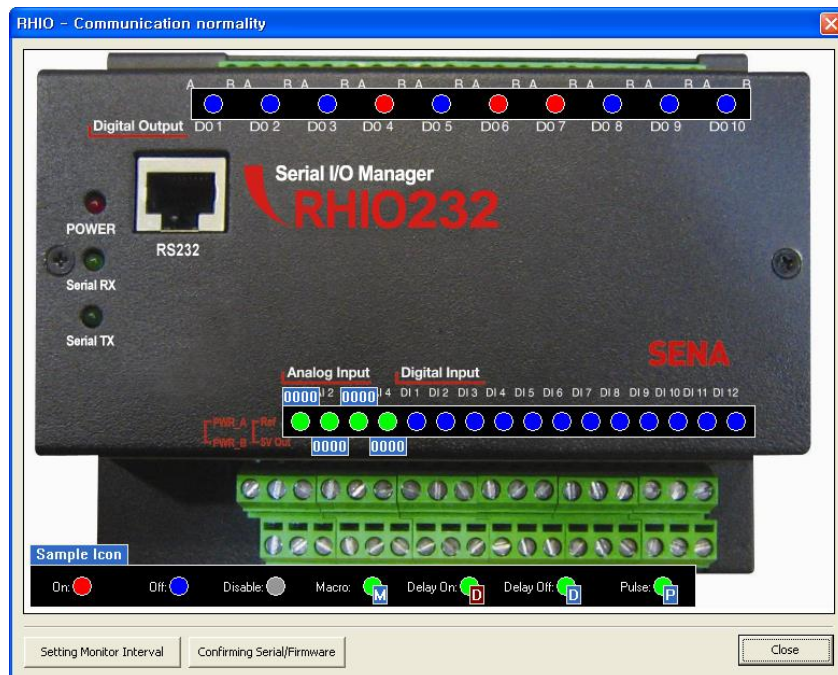 RHIO - Communication normality
A B A B A B A B A B A B A B A B A B A B
Digital Output DO 1 DO 2 DO 3 DO 4 DO 5 DO 6 DO 7 DO 8 DO 9 DO 10
Serial I/O Manager
RHIO232
POWER
RS232
Serial RX
Serial TX
SENA
Analog Input Digital Input
0000 I 2 0000 I 4 DI 1 DI 2 DI 3 DI 4 DI 5 DI 6 DI 7 DI 8 DI 9 DI 10 DI 11 DI 12
PWR_A Ref
PWR_B 5V Out
0000 0000
Sample Icon
On: Off: Disable: Macro: M Delay On: D Delay Off: D Pulse: P
Setting Monitor Interval Confirming Serial/Firmware Close